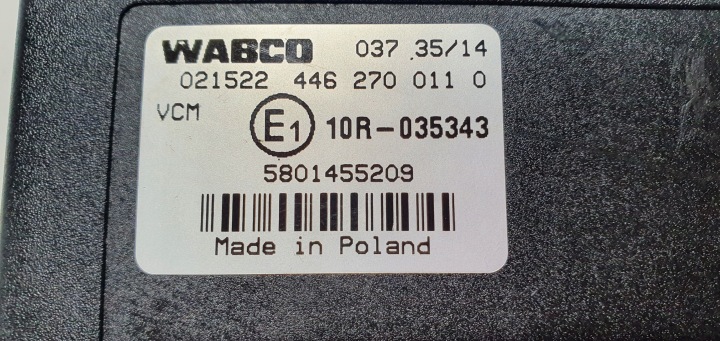 WABCO 037 35/14
021522 446 270 011 0
VCM E1 10R-035343
5801455209
Made in Poland